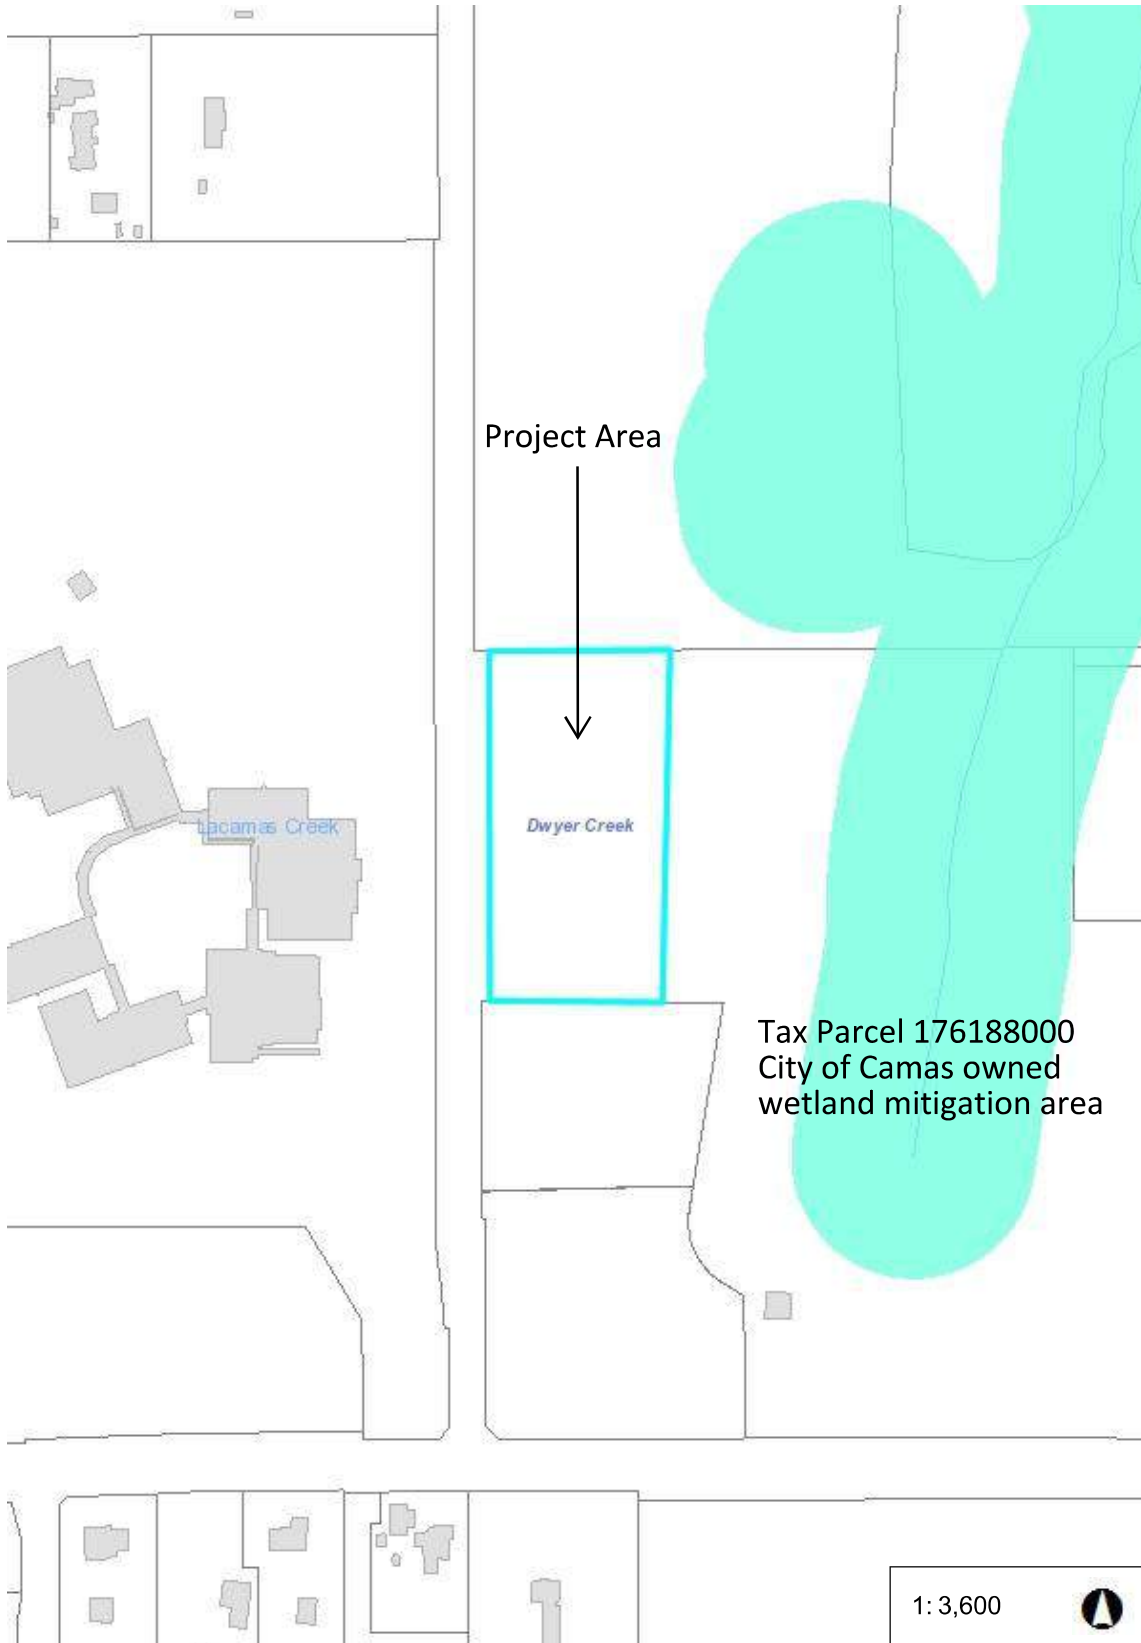 Project Area
Lacamas Creek
Dwyer Creek
Tax Parcel 176188000
City of Camas owned
wetland mitigation area
1: 3,600